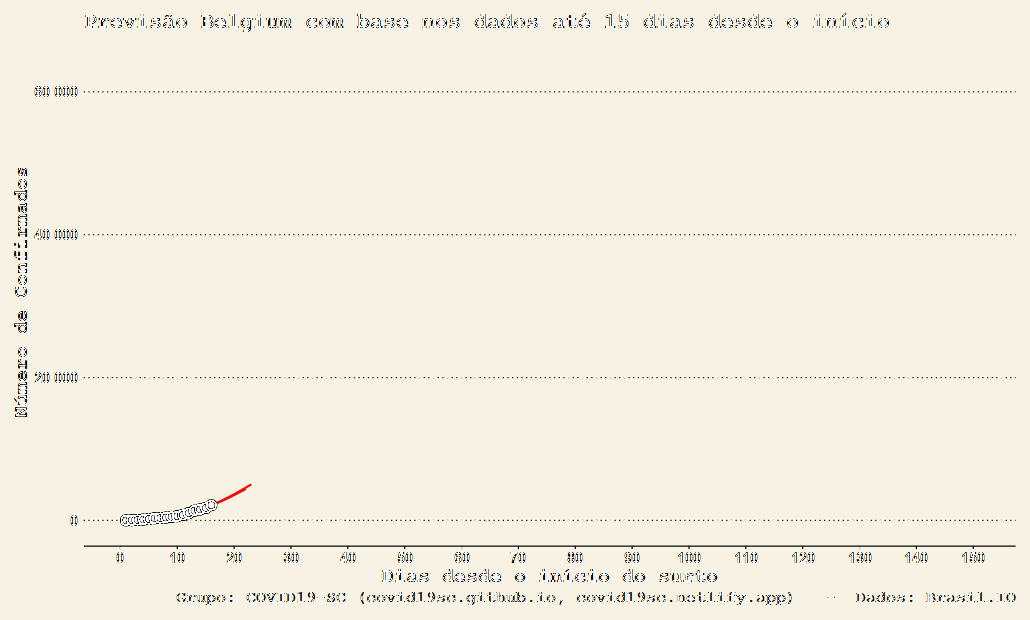 Previsão Belgium com base nos dados até 15 dias desde o início
60 000
40 000
20 000
0
Número de Confirmados
0 10 20 30 40 50 60 70 80 90 100 110 120 130 140 150
Dias desde o início do surto
Grupo: COVID19-SC (covid19sc.github.io, covid19sc.netlify.app) -- Dados: Brasil.IO